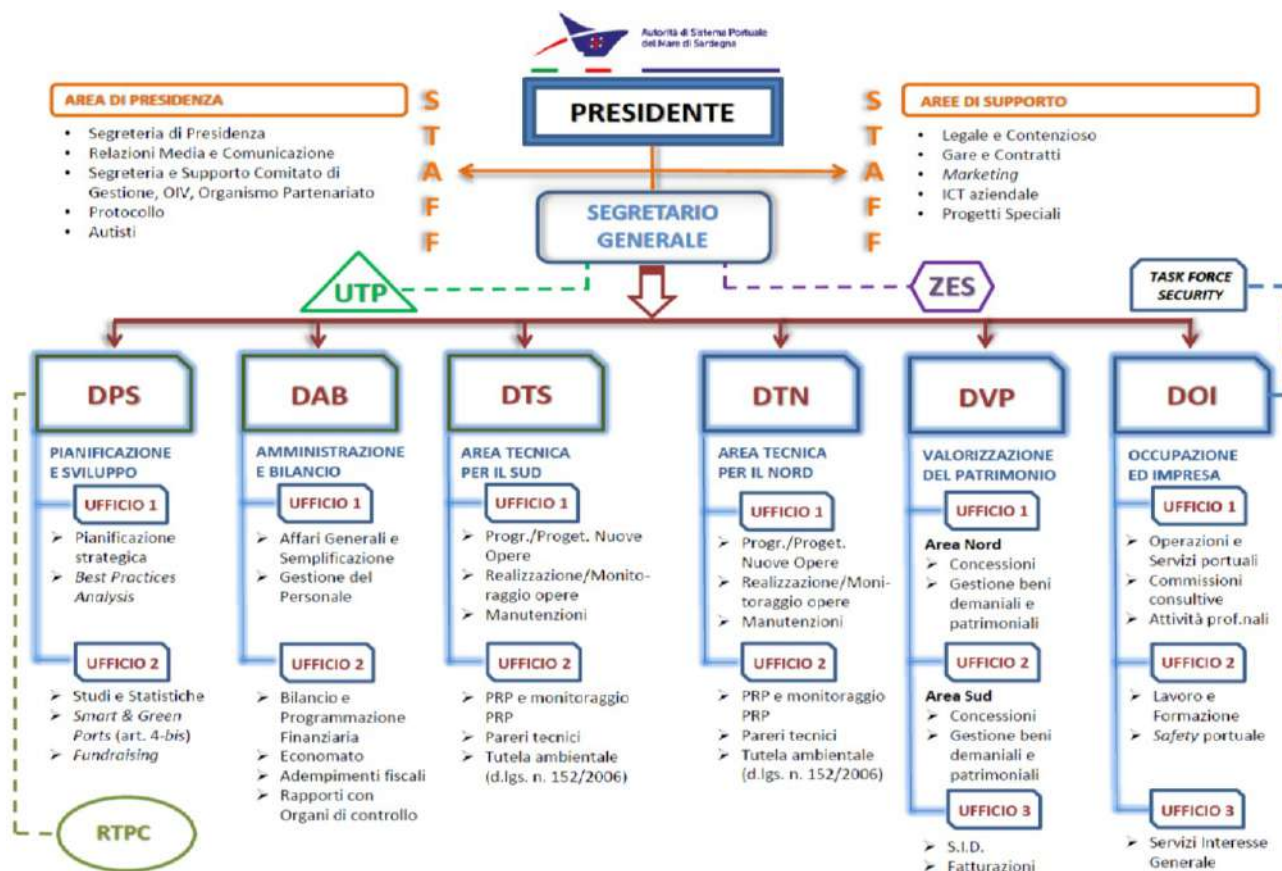 Autorità di Sistema Portuale
del Mare di Sardegna
PRESIDENTE
AREA DI PRESIDENZA
• Segreteria di Presidenza
• Relazioni Media e Comunicazione
• Segreteria e Supporto Comitato di
Gestione, OIV, Organismo Partenariato
• Protocollo
• Autisti
STAFF
STAFF
AREE DI SUPPORTO
• Legale e Contenzioso
• Gare e Contratti
• Marketing
• ICT aziendale
• Progetti Speciali
SEGRETARIO
GENERALE
UTP
ZES
TASK FORCE
SECURITY
DPS
PIANIFICAZIONE
E SVILUPPO
UFFICIO 1
➢ Pianificazione
strategica
➢ Best Practices
Analysis
UFFICIO 2
➢ Studi e Statistiche
➢ Smart & Green
Ports (art. 4-bis)
➢ Fundraising
RTPC
DAB
AMMINISTRAZIONE
E BILANCIO
UFFICIO 1
➢ Affari Generali e
Semplificazione
➢ Gestione del
Personale
UFFICIO 2
➢ Bilancio e
Programmazione
Finanziaria
➢ Economato
➢ Adempimenti fiscali
➢ Rapporti con
Organi di controllo
DTS
AREA TECNICA
PER IL SUD
UFFICIO 1
➢ Progr./Proget. Nuove
Opere
➢ Realizzazione/Monito-
raggio opere
➢ Manutenzioni
UFFICIO 2
➢ PRP e monitoraggio
PRP
➢ Pareri tecnici
➢ Tutela ambientale
(d.lgs. n. 152/2006)
DTN
AREA TECNICA
PER IL NORD
UFFICIO 1
➢ Progr./Proget.
Nuove Opere
➢ Realizzazione/Moni-
toraggio opere
➢ Manutenzioni
UFFICIO 2
➢ PRP e monitoraggio
PRP
➢ Pareri tecnici
➢ Tutela ambientale
(d.lgs. n. 152/2006)
DVP
VALORIZZAZIONE
DEL PATRIMONIO
UFFICIO 1
Area Nord
➢ Concessioni
➢ Gestione beni
demaniali e
patrimoniali
UFFICIO 2
Area Sud
➢ Concessioni
➢ Gestione beni
demaniali e
patrimoniali
UFFICIO 3
➢ S.I.D.
➢ Fatturazioni
DOI
OCCUPAZIONE
ED IMPRESA
UFFICIO 1
➢ Operazioni e
Servizi portuali
➢ Commissioni
consultive
➢ Attività prof.nali
UFFICIO 2
➢ Lavoro e
Formazione
➢ Safety portuale
UFFICIO 3
➢ Servizi Interesse
Generale